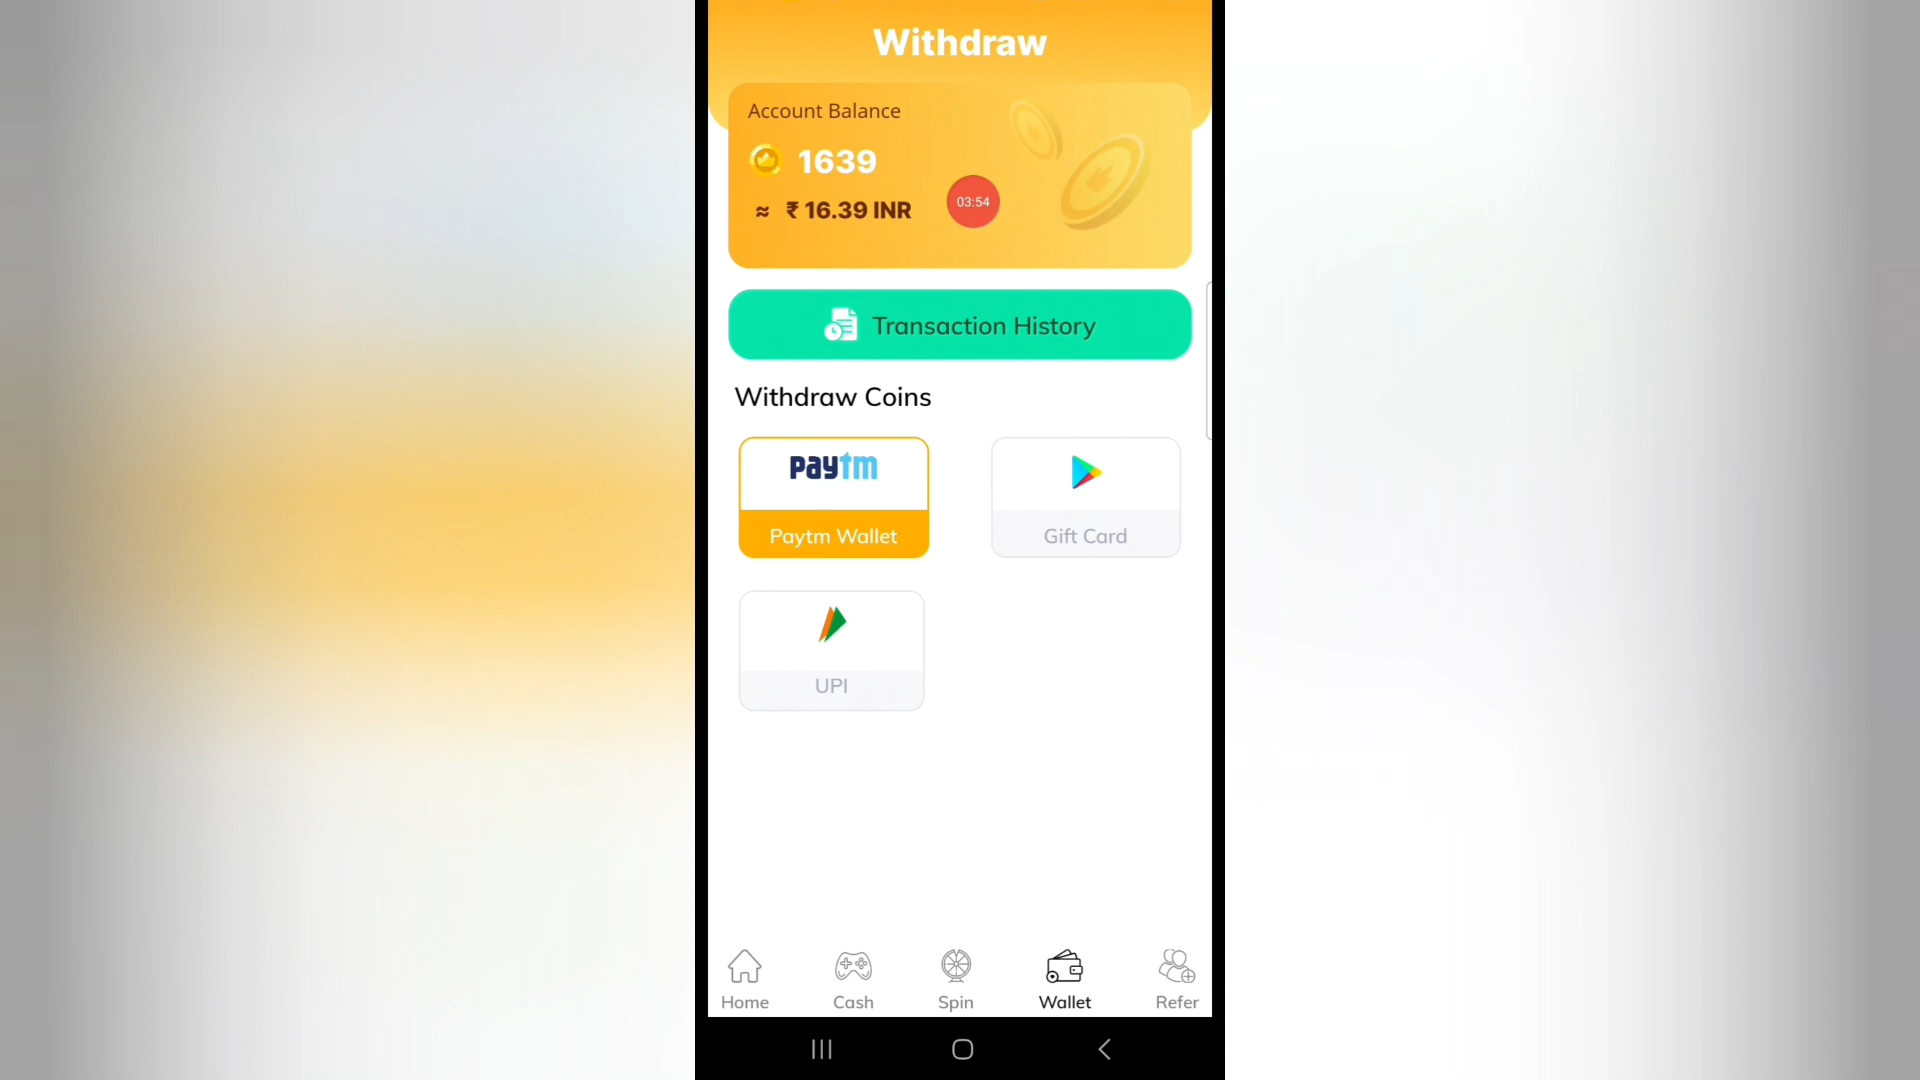 Withdraw
Account Balance
1639
≈ ₹ 16.39 INR
03:54
Transaction History
Withdraw Coins
paytm
Paytm Wallet
Gift Card
UPI
Home
Cash
Spin
Wallet
Refer